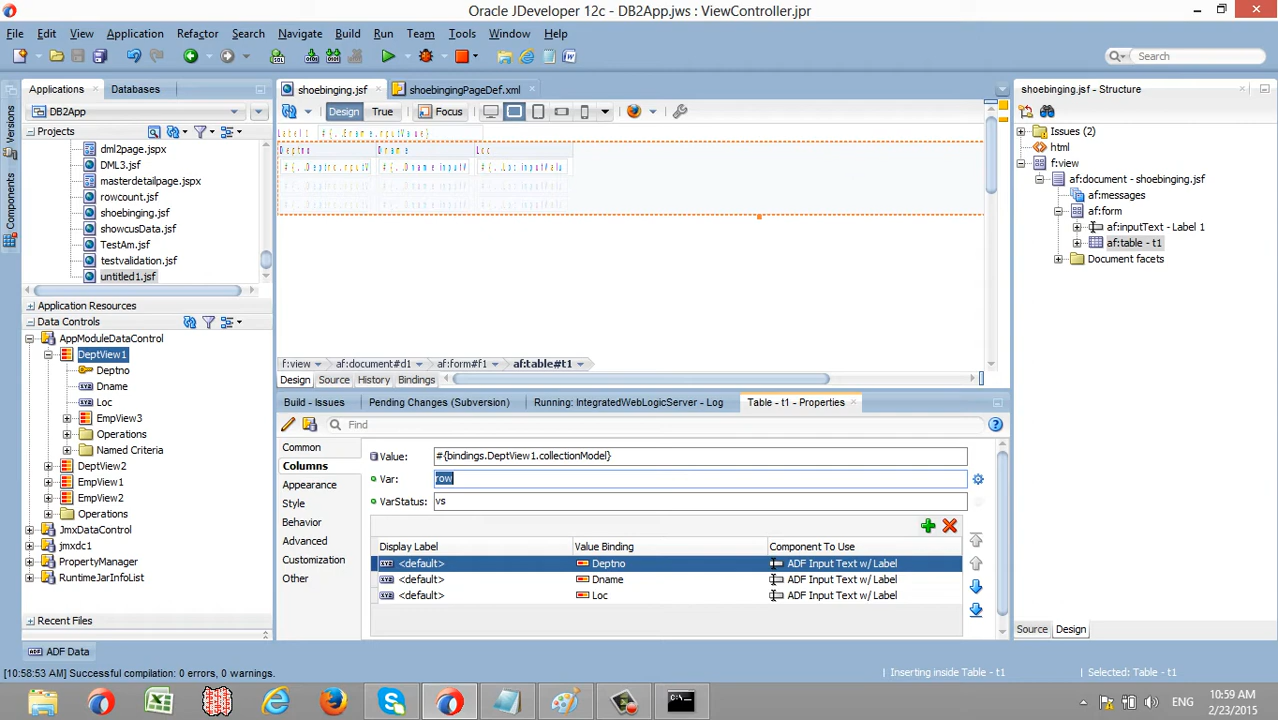 Oracle JDeveloper 12c - DB2App.jws : ViewController.jpr
File Edit View Application Refactor Search Navigate Build Run Team Tools Window Help
Search
Applications Databases
shoebinging.jsf shoebingingPageDef.xml
shoebinging.jsf - Structure
DB2App
Design True Focus
Projects
dml2page.jspx
DML3.jsf
masterdetailpage.jspx
rowcount.jsf
shoebinging.jsf
showcusData.jsf
TestAm.jsf
testvalidation.jsf
untitled1.jsf
Application Resources
Data Controls
AppModuleDataControl
DeptView1
Deptno
Dname
Loc
EmpView3
Operations
Named Criteria
DeptView2
EmpView1
EmpView2
Operations
JmxDataControl
jmxdc1
PropertyManager
RuntimeJarInfoList
Recent Files
ADF Data
Versions
Components
Label 1
Deptno Dname Loc
f:view af:document#d1 af:form#f1 af:table#t1
Design Source History Bindings
Build - Issues Pending Changes (Subversion) Running: IntegratedWebLogicServer - Log Table - t1 - Properties
Find
Common
Columns
Appearance
Style
Behavior
Advanced
Customization
Other
Value: #{bindings.DeptView1.collectionModel}
Var: row
VarStatus: vs
Display Label Value Binding Component To Use
<default> Deptno ADF Input Text w/ Label
<default> Dname ADF Input Text w/ Label
<default> Loc ADF Input Text w/ Label
Issues (2)
html
f:view
af:document - shoebinging.jsf
af:messages
af:form
af:inputText - Label 1
af:table - t1
Document facets
Source Design
[10:58:53 AM] Successful compilation: 0 errors, 0 warnings.
Inserting inside Table - t1
Selected: Table - t1
ENG
10:59 AM
2/23/2015